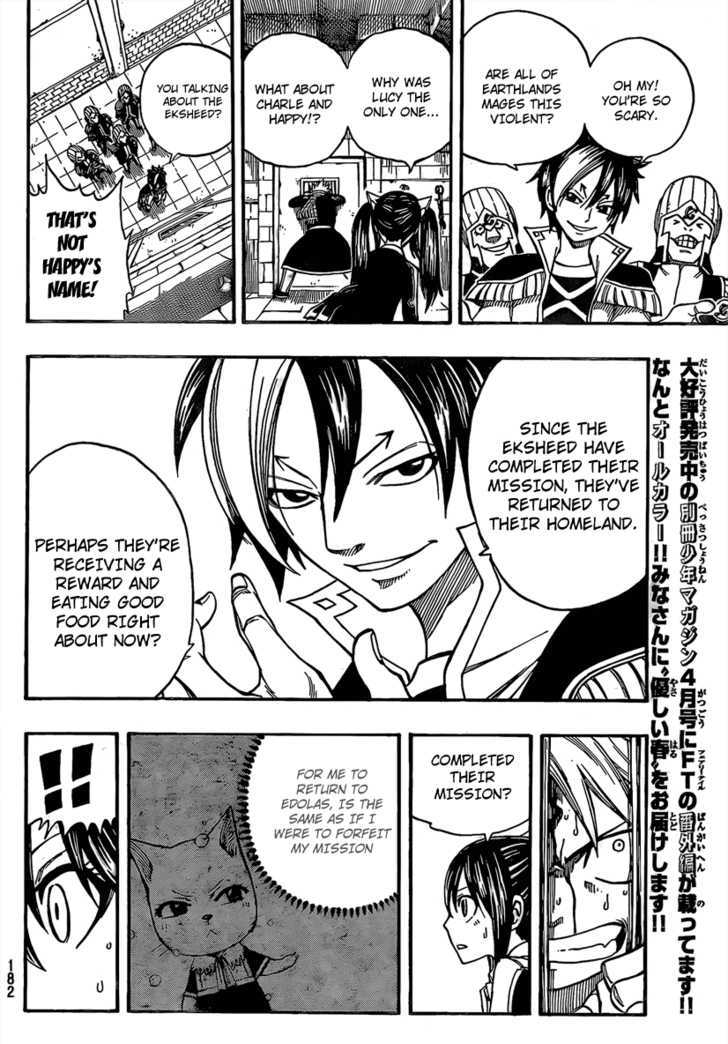 OH MY!
YOU'RE SO
SCARY.
ARE ALL OF
EARTHLANDS
MAGES THIS
VIOLENT?
WHY WAS
LUCY THE
ONLY ONE...
WHAT ABOUT
CHARLE AND
HAPPY!?
YOU TALKING
ABOUT THE
EKSHEED?
THAT'S
NOT
HAPPY'S
NAME!
SINCE THE
EKSHEED HAVE
COMPLETED THEIR
MISSION, THEY'VE
RETURNED TO
THEIR HOMELAND.
PERHAPS THEY'RE
RECEIVING A
REWARD AND
EATING GOOD
FOOD RIGHT
ABOUT NOW?
大好評発売中の別冊少年マガジン4月号にFTの番外編が載ってます!!
なんとオールカラー!!みなさんに、優しい春をお届けします!!
COMPLETED
THEIR
MISSION?
FOR ME TO
RETURN TO
EDOLAS, IS THE
SAME AS IF I
WERE TO FORFEIT
MY MISSION
!!
182